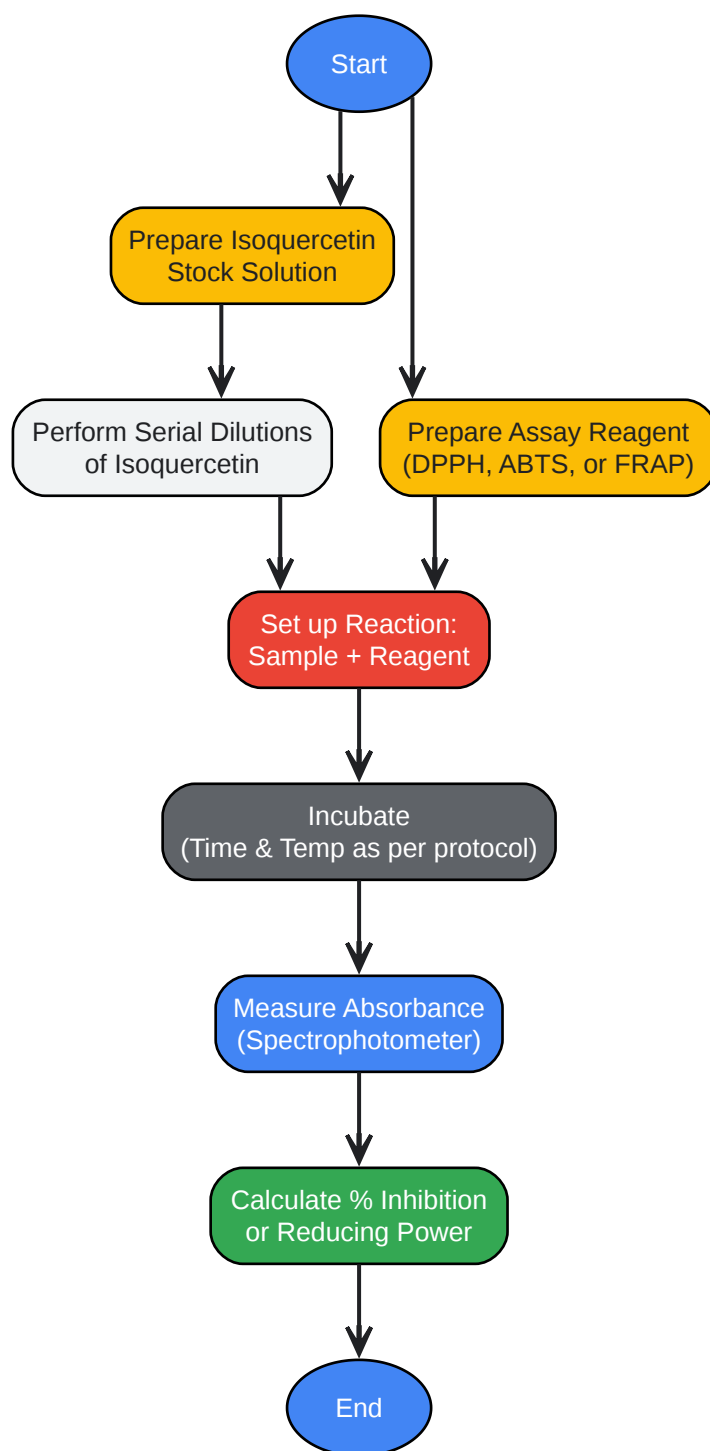 Start
Prepare Isoquercetin
Stock Solution
Perform Serial Dilutions
of Isoquercetin
Prepare Assay Reagent
(DPPH, ABTS, or FRAP)
Set up Reaction:
Sample + Reagent
Incubate
(Time & Temp as per protocol)
Measure Absorbance
(Spectrophotometer)
Calculate % Inhibition
or Reducing Power
End